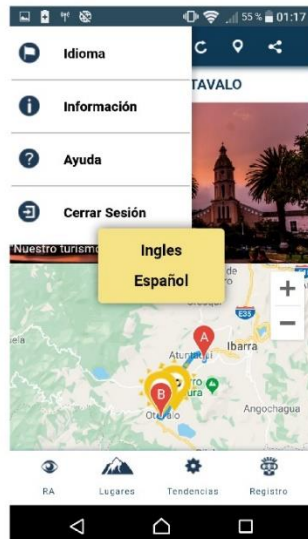 55 % 01:17
Idioma
TAVALO
Información
Ayuda
Cerrar Sesión
"Nuestro turismo
Ingles
Español
de
E35
+
−
Ibarra
A
Atuntaqui
B
Otavalo
Angochagua
RA
Lugares
Tendencias
Registro